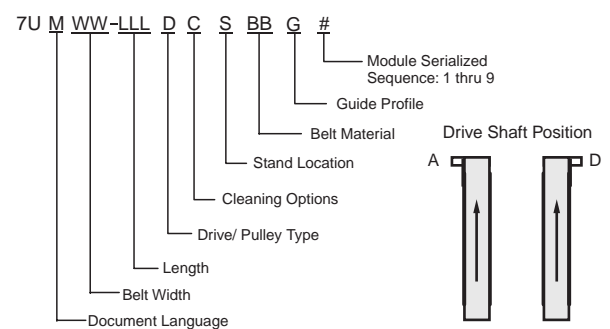 7U M WW-LLL D C S BB G #
Module Serialized
Sequence: 1 thru 9
Guide Profile
Belt Material
Stand Location
Cleaning Options
Drive/ Pulley Type
Length
Belt Width
Document Language
Drive Shaft Position
A D